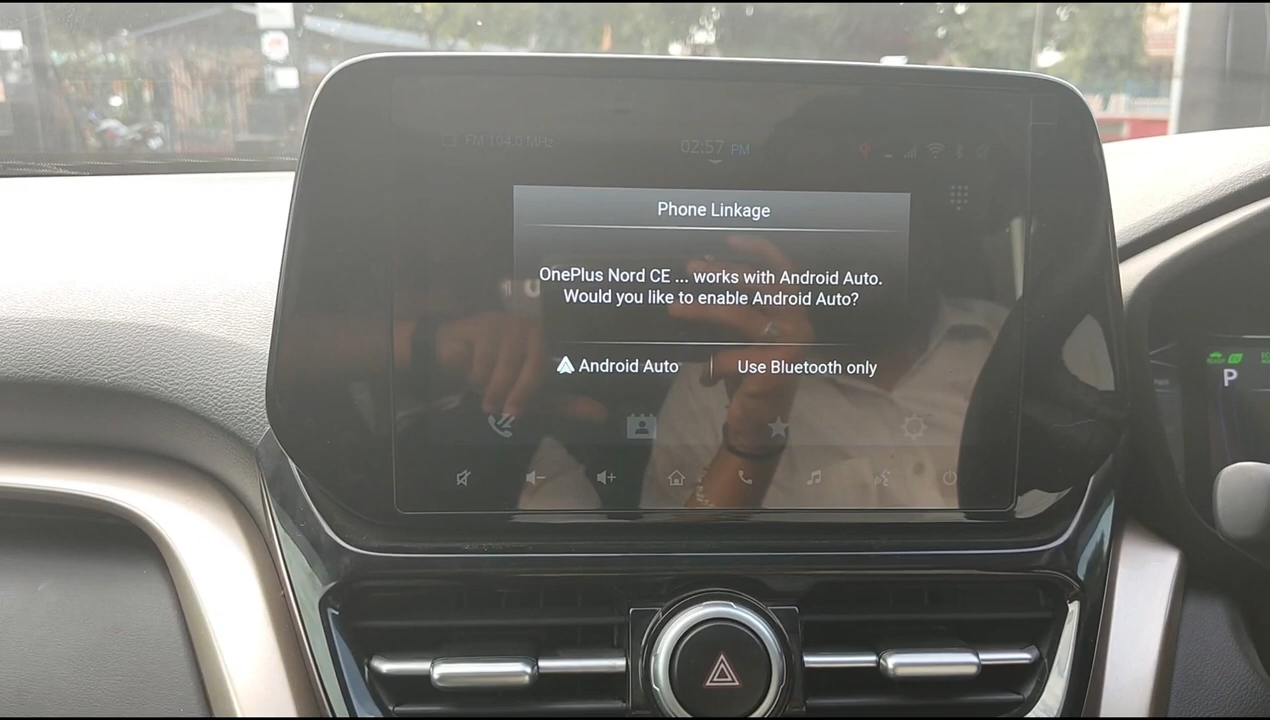 FM 104.0 MHz
02:57 PM
Phone Linkage
OnePlus Nord CE ... works with Android Auto.
Would you like to enable Android Auto?
Android Auto
Use Bluetooth only
P